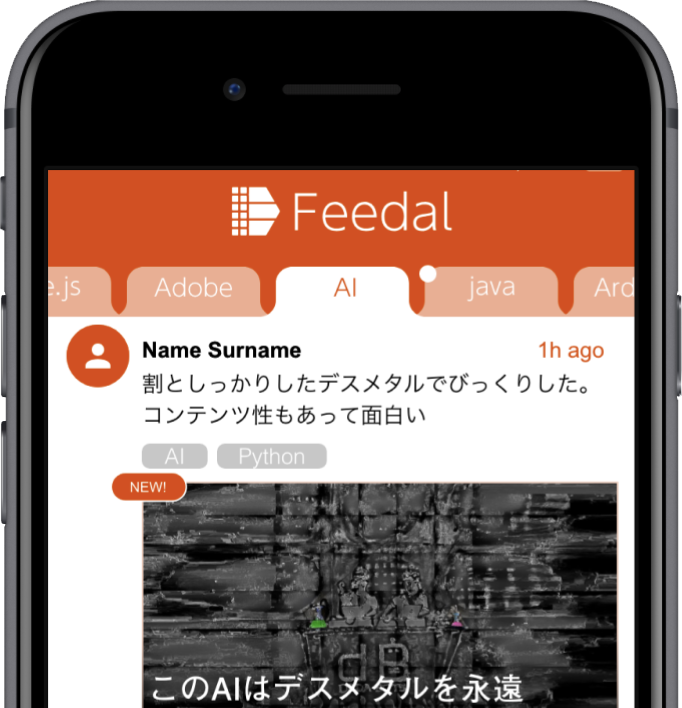 Feedal
e.js Adobe AI java Ard
Name Surname 1h ago
割としっかりしたデスメタルでびっくりした。
コンテンツ性もあって面白い
AI Python
NEW!
dB
このAIはデスメタルを永遠